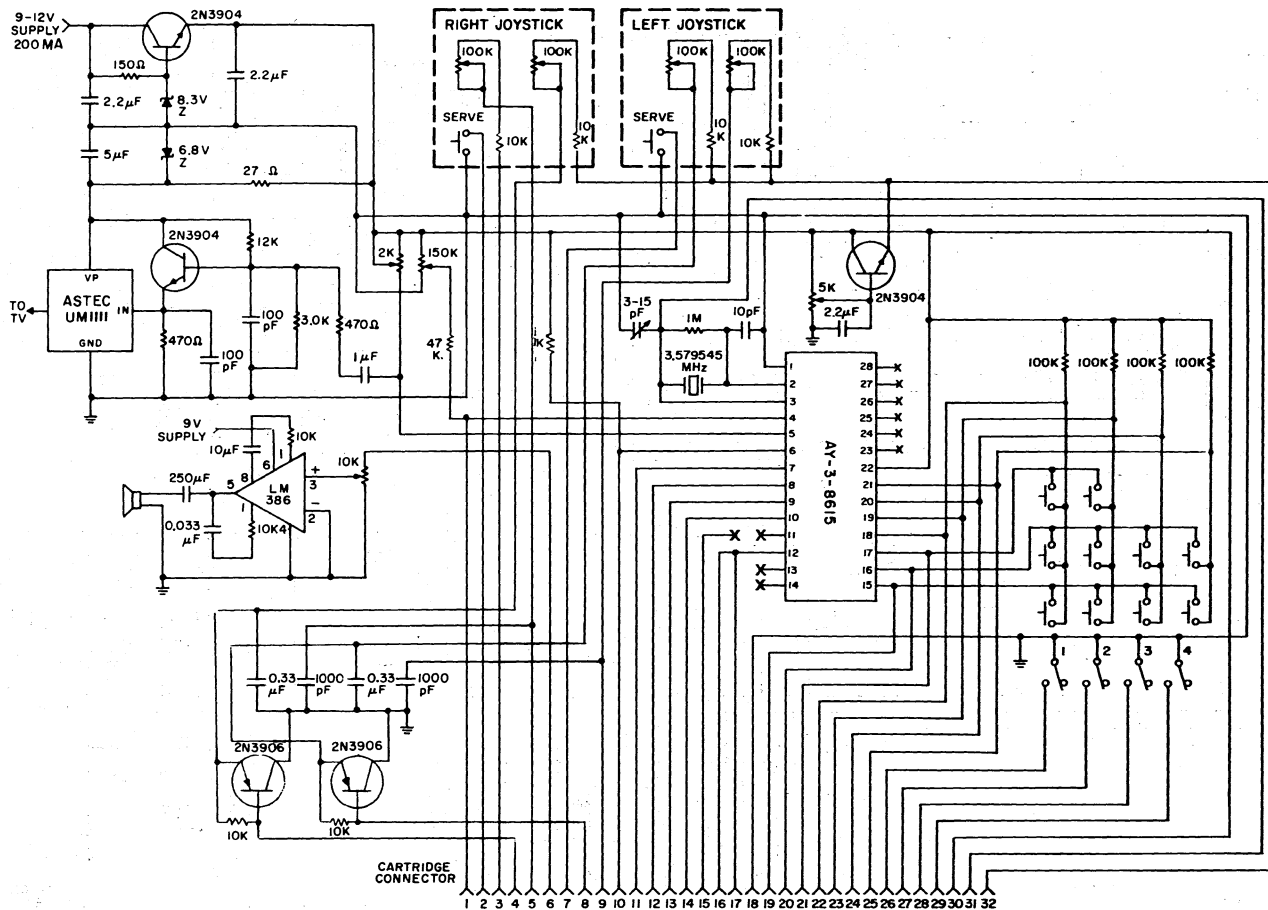 9-12V
SUPPLY
200 MA
2N3904
150Ω
2.2μF
8.3V
Z
2.2μF
5μF
6.8V
Z
27 Ω
RIGHT JOYSTICK
100K
100K
SERVE
10K
10
K
LEFT JOYSTICK
100K
100K
SERVE
10
K
10K
2N3904
12K
VP
ASTEC
UM1111
IN
GND
TO
TV
470Ω
100
pF
100
pF
3.0K
470Ω
1μF
2K
150K
47
K.
1K
3-15
pF
1M
10pF
3.579545
MHz
5K
2.2μF
2N3904
100K
100K
100K
100K
AY-3-8615
1
2
3
4
5
6
7
8
9
10
11
12
13
14
28
27
26
25
24
23
22
21
20
19
18
17
16
15
9V
SUPPLY
10μF
10K
1
6
8
5
250μF
LM
386
+
3
-
2
1
10K
4
0.033
μF
10K
0.33
μF
1000
pF
0.33
μF
1000
pF
2N3906
2N3906
10K
10K
1
2
3
4
CARTRIDGE
CONNECTOR
1 2 3 4 5 6 7 8 9 10 11 12 13 14 15 16 17 18 19 20 21 22 23 24 25 26 27 28 29 30 31 32